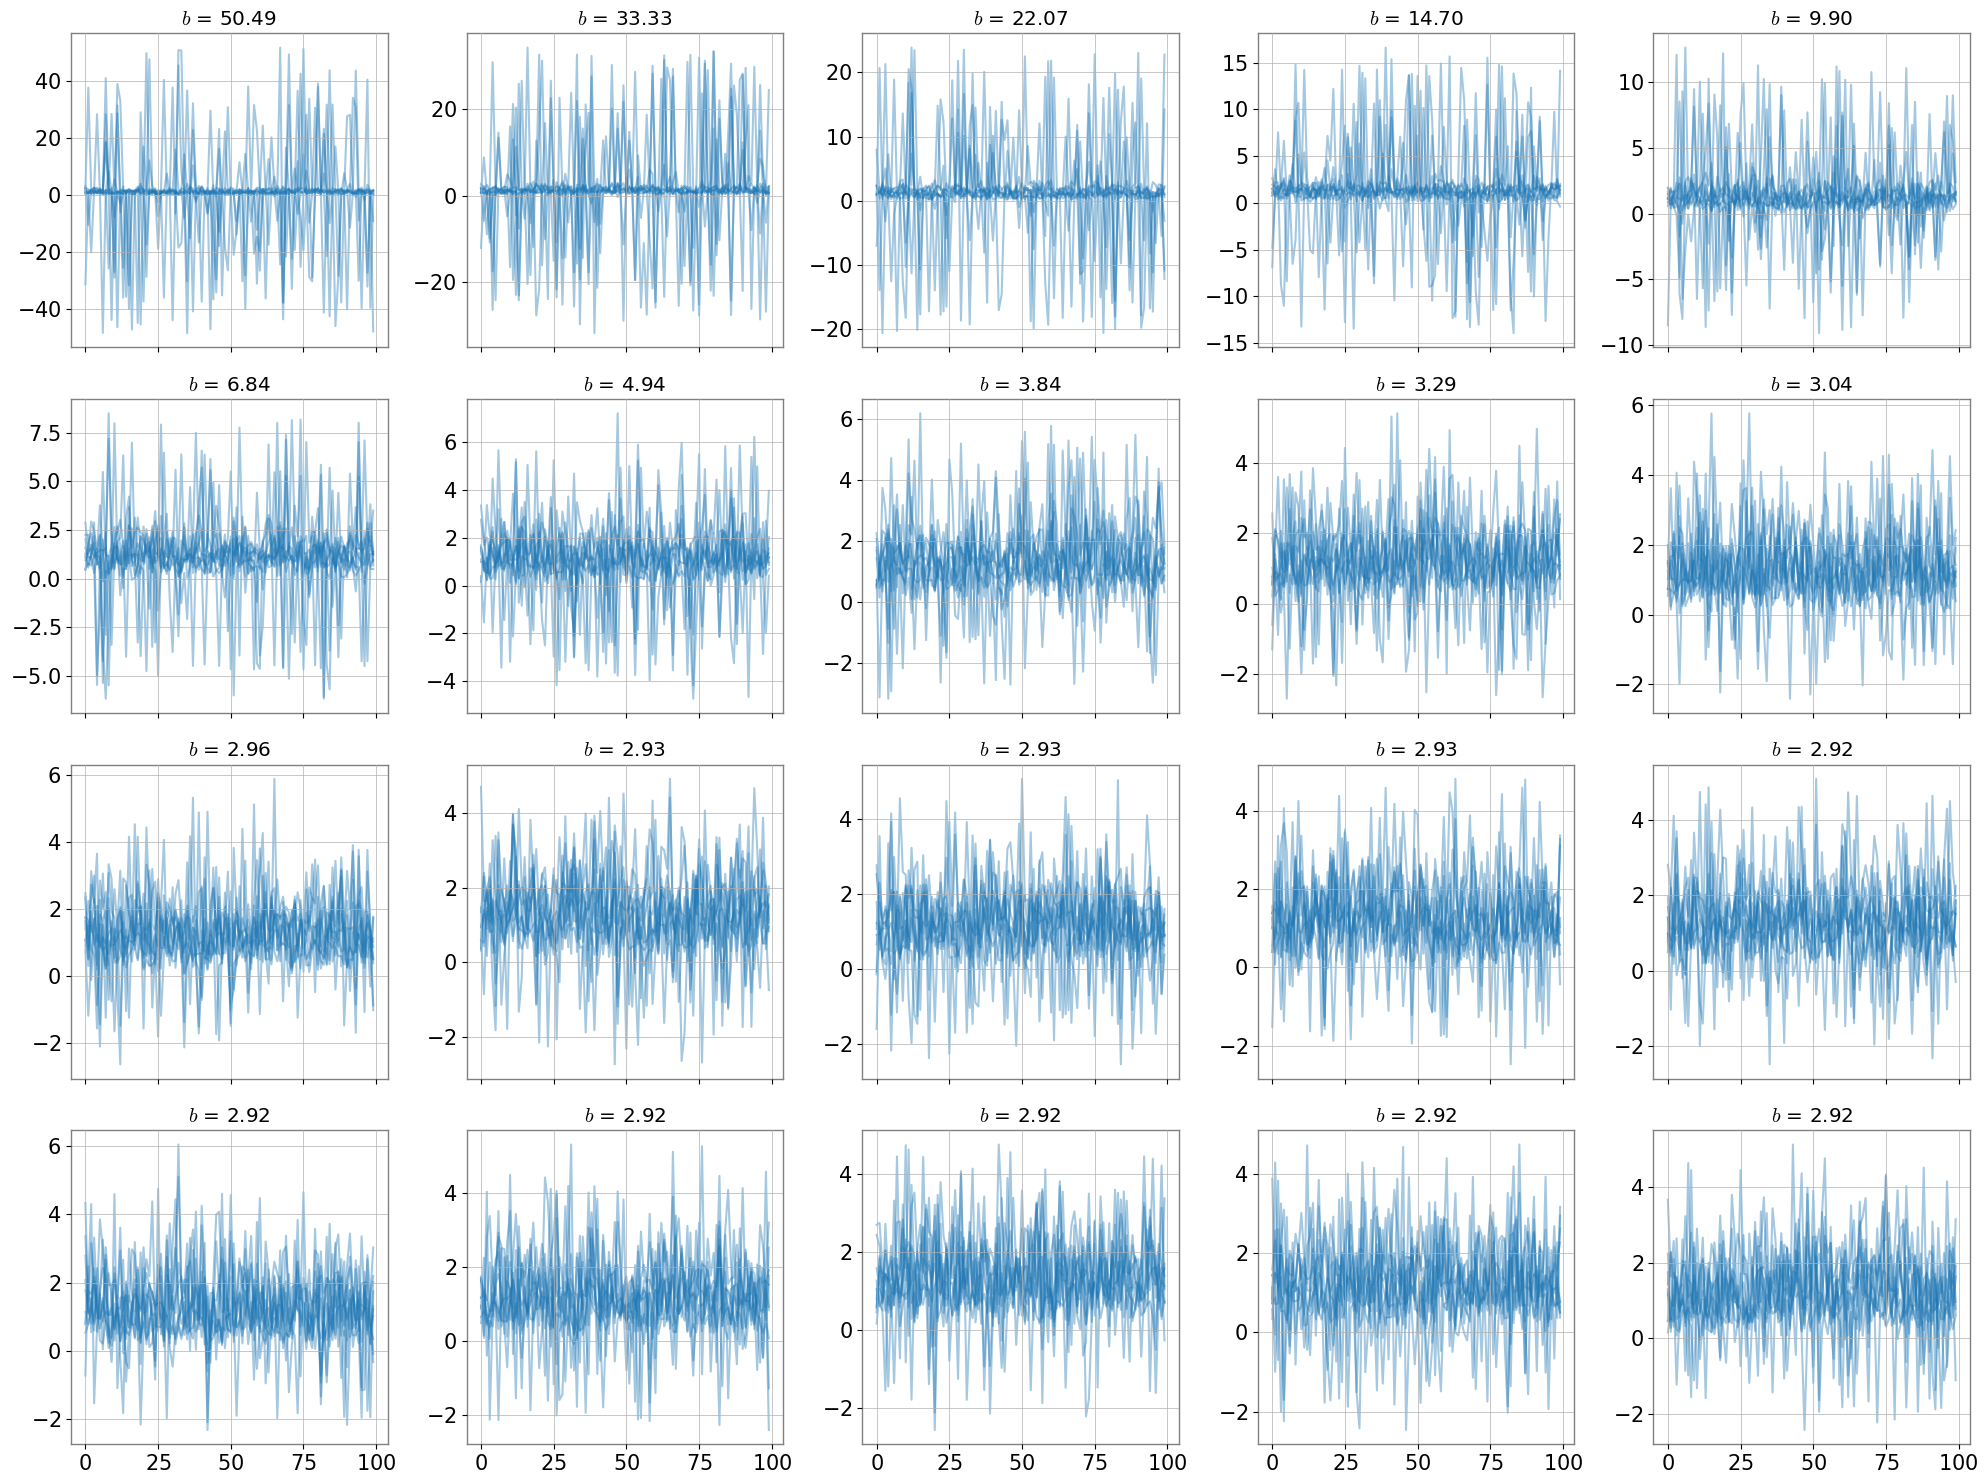 b = 50.49 b = 33.33 b = 22.07 b = 14.70 b = 9.90
40 20 20 15 10
20 10 10 5
0 0 0 5 0
−20 −20 −10 0 −5
−40 −20 −5 −10
−10
−15
b = 6.84 b = 4.94 b = 3.84 b = 3.29 b = 3.04
7.5 6 6 4 6
5.0 4 4 2 4
2.5 2 2 0 2
0.0 0 0 −2 0
−2.5 −2 −2 −2
−5.0 −4
b = 2.96 b = 2.93 b = 2.93 b = 2.93 b = 2.92
6 4 4 4 4
4 2 2 2 2
2 0 0 0 0
0 −2 −2 −2 −2
−2
b = 2.92 b = 2.92 b = 2.92 b = 2.92 b = 2.92
6 4 4 4 4
4 2 2 2 2
2 0 0 0 0
0 −2 −2 −2 −2
−2
0 25 50 75 100 0 25 50 75 100 0 25 50 75 100 0 25 50 75 100 0 25 50 75 100